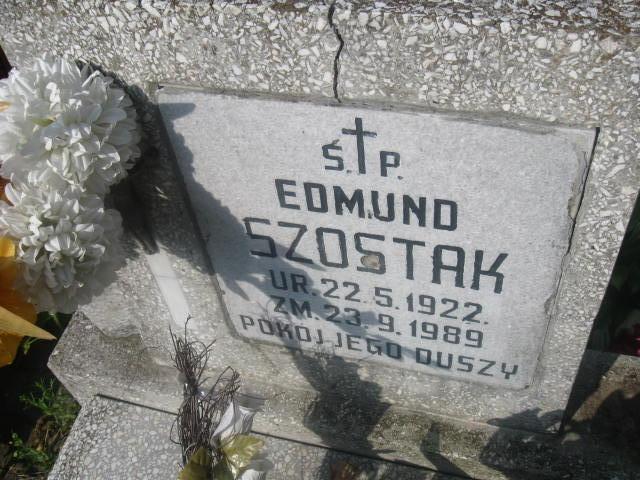 Ś.P.
EDMUND
SZOSTAK
UR. 22.5.1922.
ZM. 23.9.1989
POKÓJ JEGO DUSZY